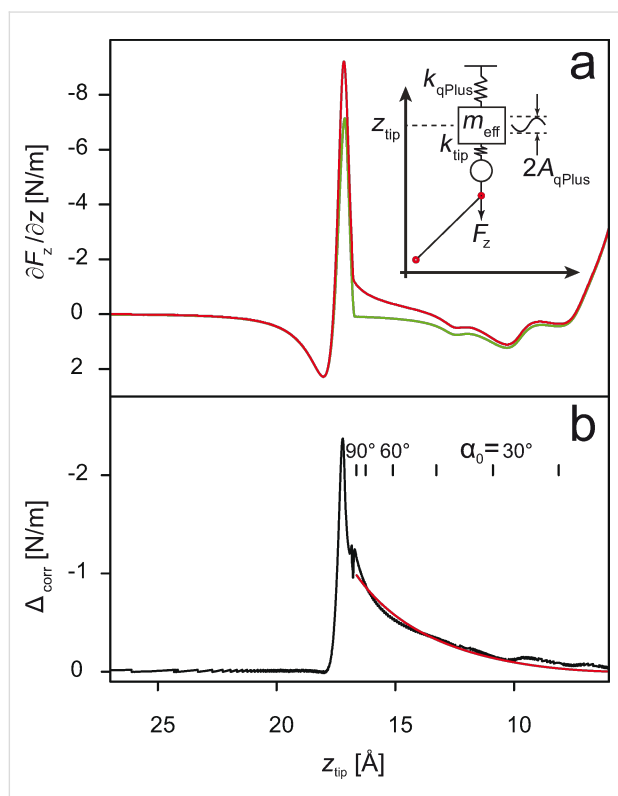 a
-8
-6
-4
-2
0
2
∂F_z/∂z [N/m]
k_qPlus
z_tip
m_eff
k_tip
2A_qPlus
F_z
b
90° 60° α₀= 30°
-2
-1
0
Δ_corr [N/m]
25 20 15 10
z_tip [Å]